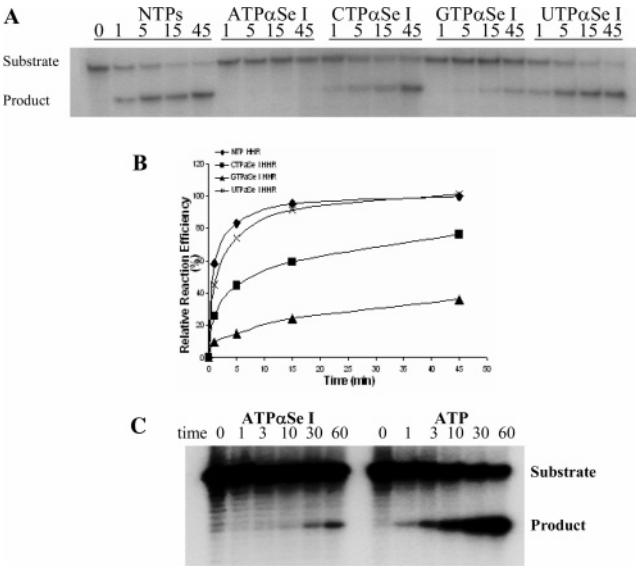 A
NTPs ATPαSe I CTPαSe I GTPαSe I UTPαSe I
0 1 5 15 45 1 5 15 45 1 5 15 45 1 5 15 45 1 5 15 45
Substrate
Product
B
NTP HHR
CTPαSe I HHR
GTPαSe I HHR
UTPαSe I HHR
Relative Reaction Efficiency
(%)
120
100
80
60
40
20
0
0 5 10 15 20 25 30 35 40 45 50
Time (min)
C
ATPαSe I ATP
time 0 1 3 10 30 60 0 1 3 10 30 60
Substrate
Product